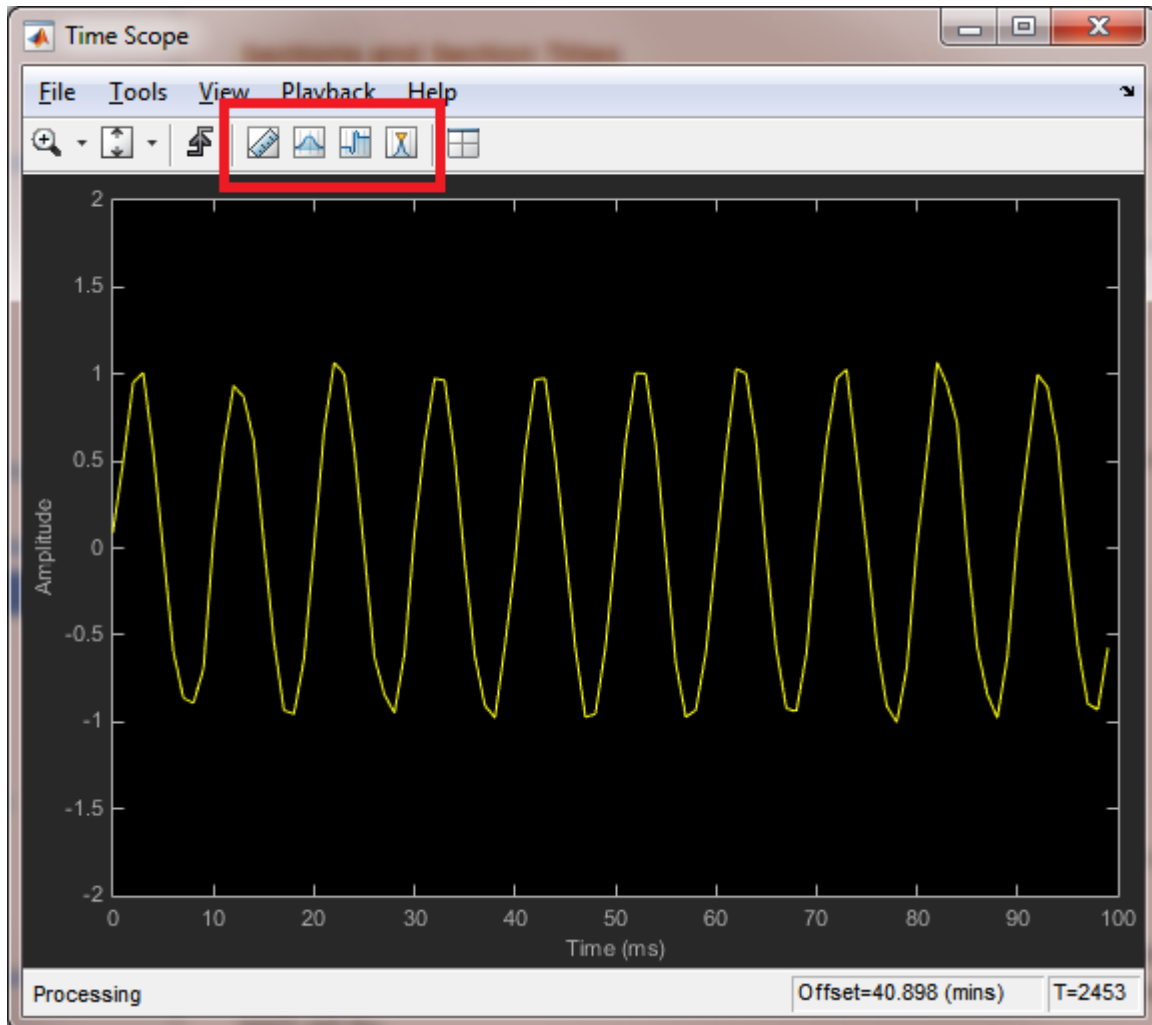 Time Scope
File Tools View Playback Help
2
1.5
1
0.5
0
-0.5
-1
-1.5
-2
Amplitude
0 10 20 30 40 50 60 70 80 90 100
Time (ms)
Processing Offset=40.898 (mins) T=2453